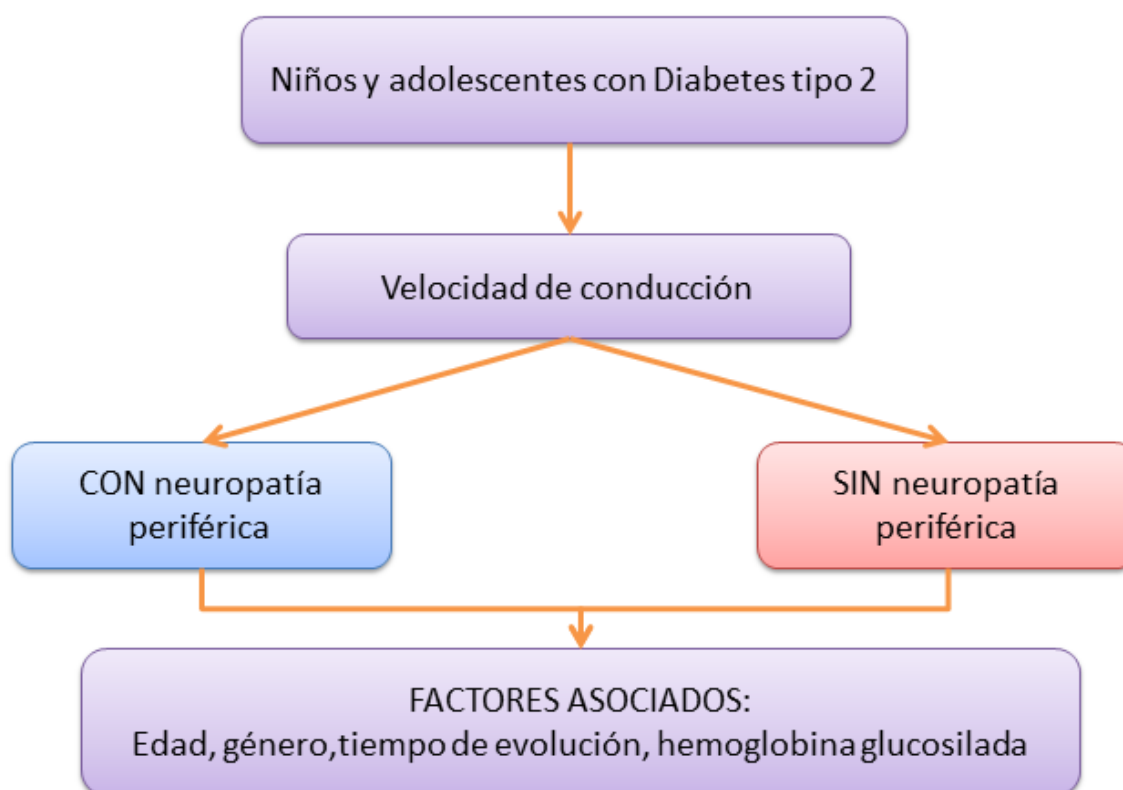 Niños y adolescentes con Diabetes tipo 2
Velocidad de conducción
CON neuropatía
periférica
SIN neuropatía
periférica
FACTORES ASOCIADOS:
Edad, género, tiempo de evolución, hemoglobina glucosilada